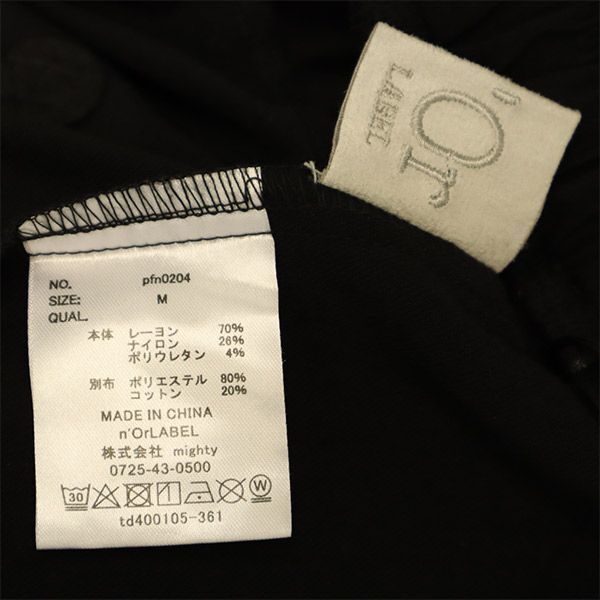 NO. pfn0204
SIZE: M
QUAL.
本体 レーヨン 70%
ナイロン 26%
ポリウレタン 4%
別布 ポリエステル 80%
コットン 20%
MADE IN CHINA
n'OrLABEL
株式会社 mighty
0725-43-0500
30 W
td400105-361
LABEL